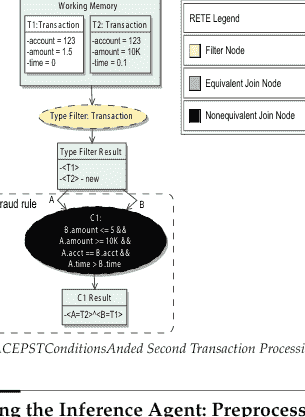 Working Memory
T1:Transaction
-account = 123
-amount = 1.5
-time = 0
T2: Transaction
-account = 123
-amount = 10K
-time = 0.1
RETE Legend
Filter Node
Equivalent Join Node
Nonequivalent Join Node
Type Filter: Transaction
Type Filter Result
-<T1>
-<T2> - new
raud rule
A
B
C1:
B.amount <= 5 &&
A.amount >= 10K &&
A.acct == B.acct &&
A.time > B.time
C1 Result
-<A=T2>^<B=T1>
CEPSTConditionsAnded Second Transaction Processi
ng the Inference Agent: Preprocess